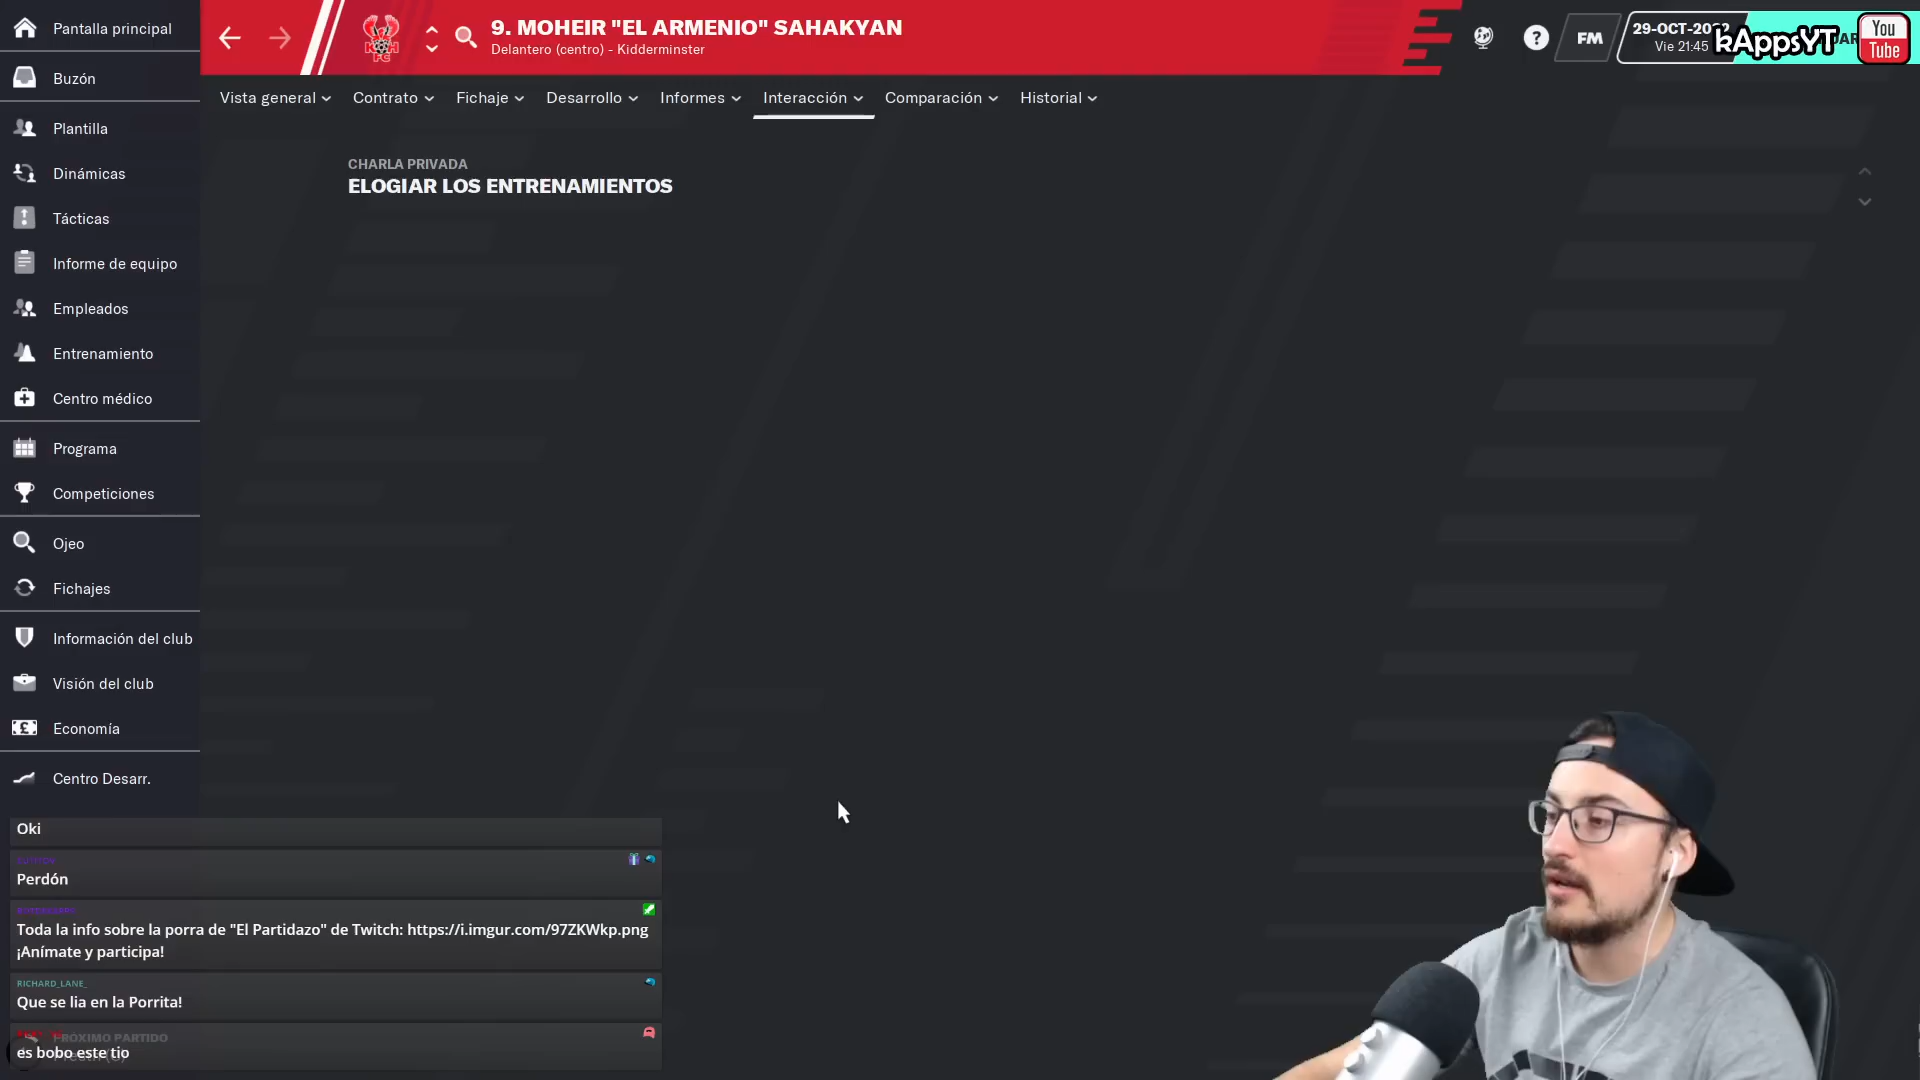 Pantalla principal
Buzón
Plantilla
Dinámicas
Tácticas
Informe de equipo
Empleados
Entrenamiento
Centro médico
Programa
Competiciones
Ojeo
Fichajes
Información del club
Visión del club
Economía
Centro Desarr.
9. MOHEIR "EL ARMENIO" SAHAKYAN
Delantero (centro) - Kidderminster
FM
Vie 21:45
kAppsYT
You
Tube
Vista general
Contrato
Fichaje
Desarrollo
Informes
Interacción
Comparación
Historial
CHARLA PRIVADA
ELOGIAR LOS ENTRENAMIENTOS
Oki
Perdón
Toda la info sobre la porra de "El Partidazo" de Twitch: https://i.imgur.com/97ZKWkp.png
¡Anímate y participa!
RICHARD_LANE_
Que se lia en la Porrita!
PRÓXIMO PARTIDO
es bobo este tio